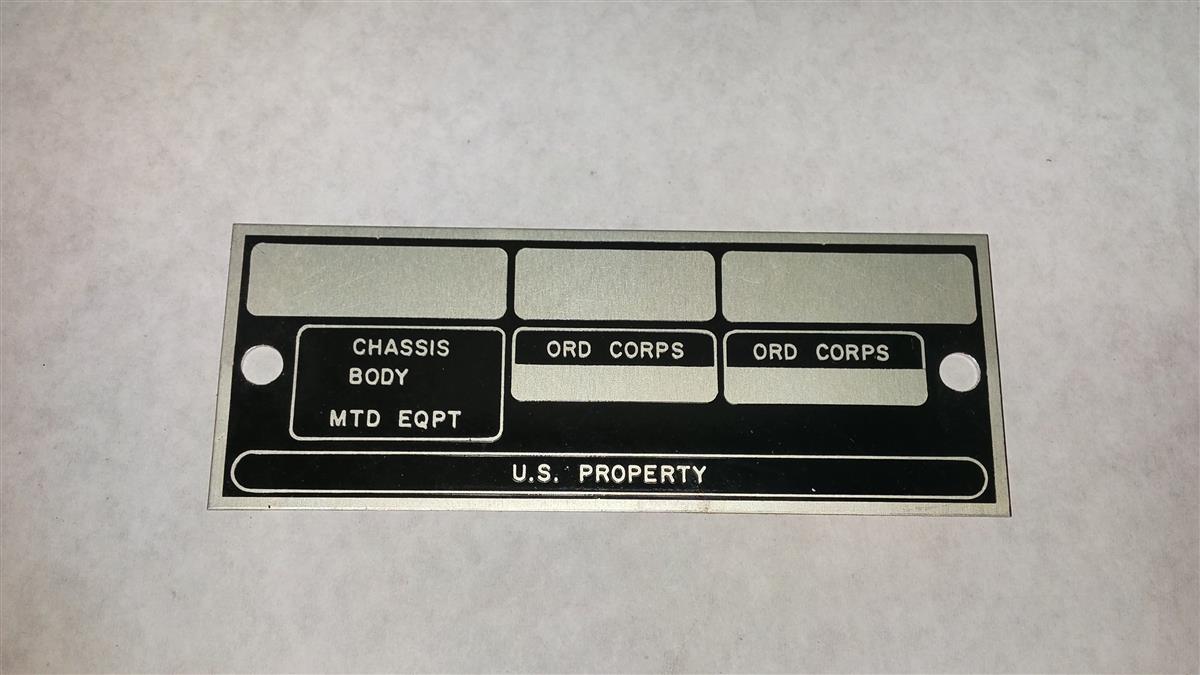 CHASSIS
BODY
MTD EQPT
ORD CORPS
ORD CORPS
U.S. PROPERTY